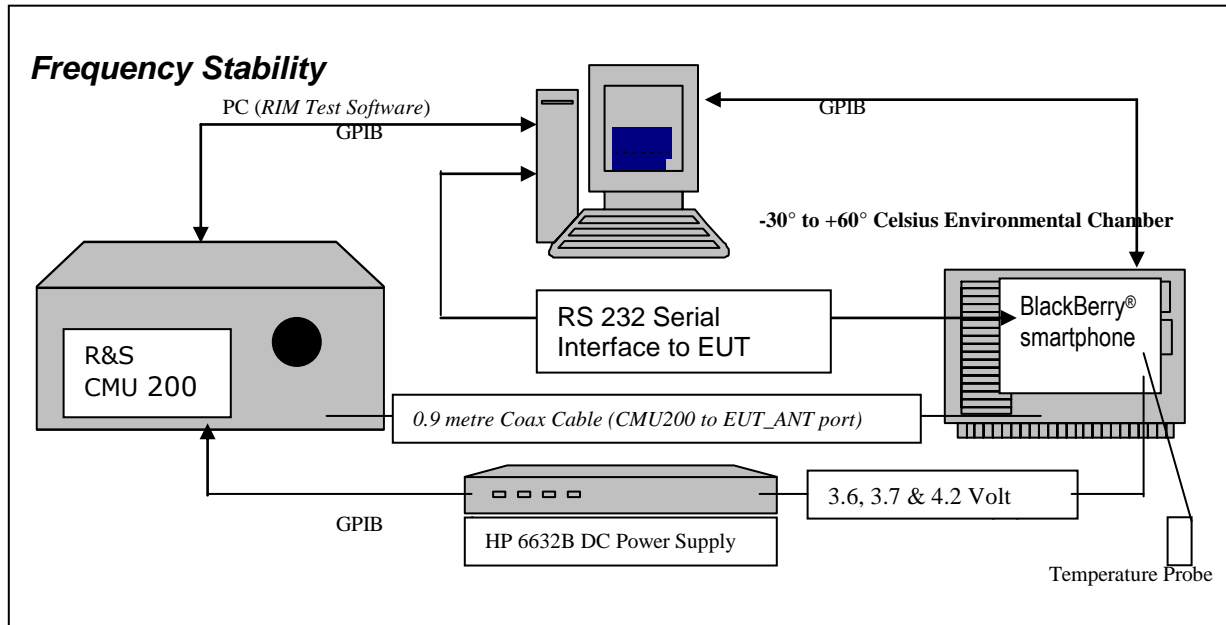 Frequency Stability
PC (RIM Test Software)
GPIB
GPIB
-30° to +60° Celsius Environmental Chamber
RS 232 Serial
Interface to EUT
BlackBerry®
smartphone
R&S
CMU 200
0.9 metre Coax Cable (CMU200 to EUT_ANT port)
3.6, 3.7 & 4.2 Volt
GPIB
HP 6632B DC Power Supply
Temperature Probe